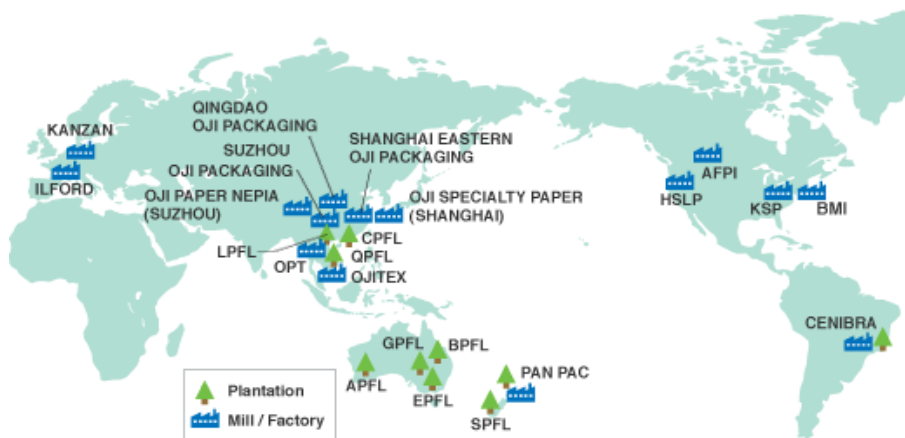 QINGDAO
OJI PACKAGING
KANZAN
SUZHOU
OJI PACKAGING
SHANGHAI EASTERN
OJI PACKAGING
ILFORD
OJI PAPER NEPIA
(SUZHOU)
OJI SPECIALTY PAPER
(SHANGHAI)
AFPI
HSLP
KSP
BMI
LPFL
CPFL
OPT
QPFL
OJITEX
CENIBRA
GPFL
BPFL
APFL
EPFL
PAN PAC
SPFL
Plantation
Mill / Factory